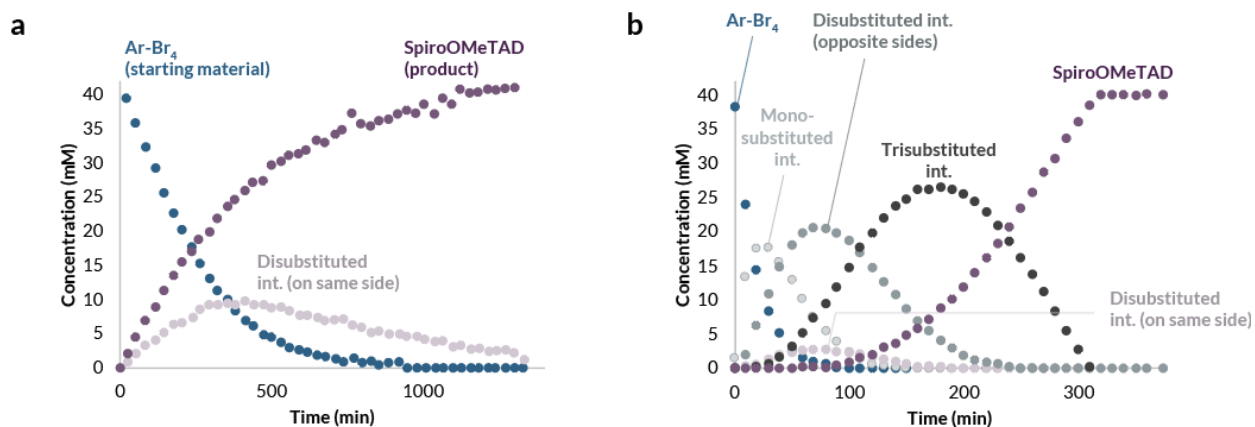 a
Ar-Br4
(starting material)
SpiroOMeTAD
(product)
Disubstituted
int. (on same side)
Concentration (mM)
40
35
30
25
20
15
10
5
0
0 500 1000
Time (min)
b
Ar-Br4
Disubstituted int.
(opposite sides)
SpiroOMeTAD
Mono-
substituted
int.
Trisubstituted
int.
Disubstituted
int. (on same side)
Concentration (mM)
40
35
30
25
20
15
10
5
0
0 100 200 300
Time (min)